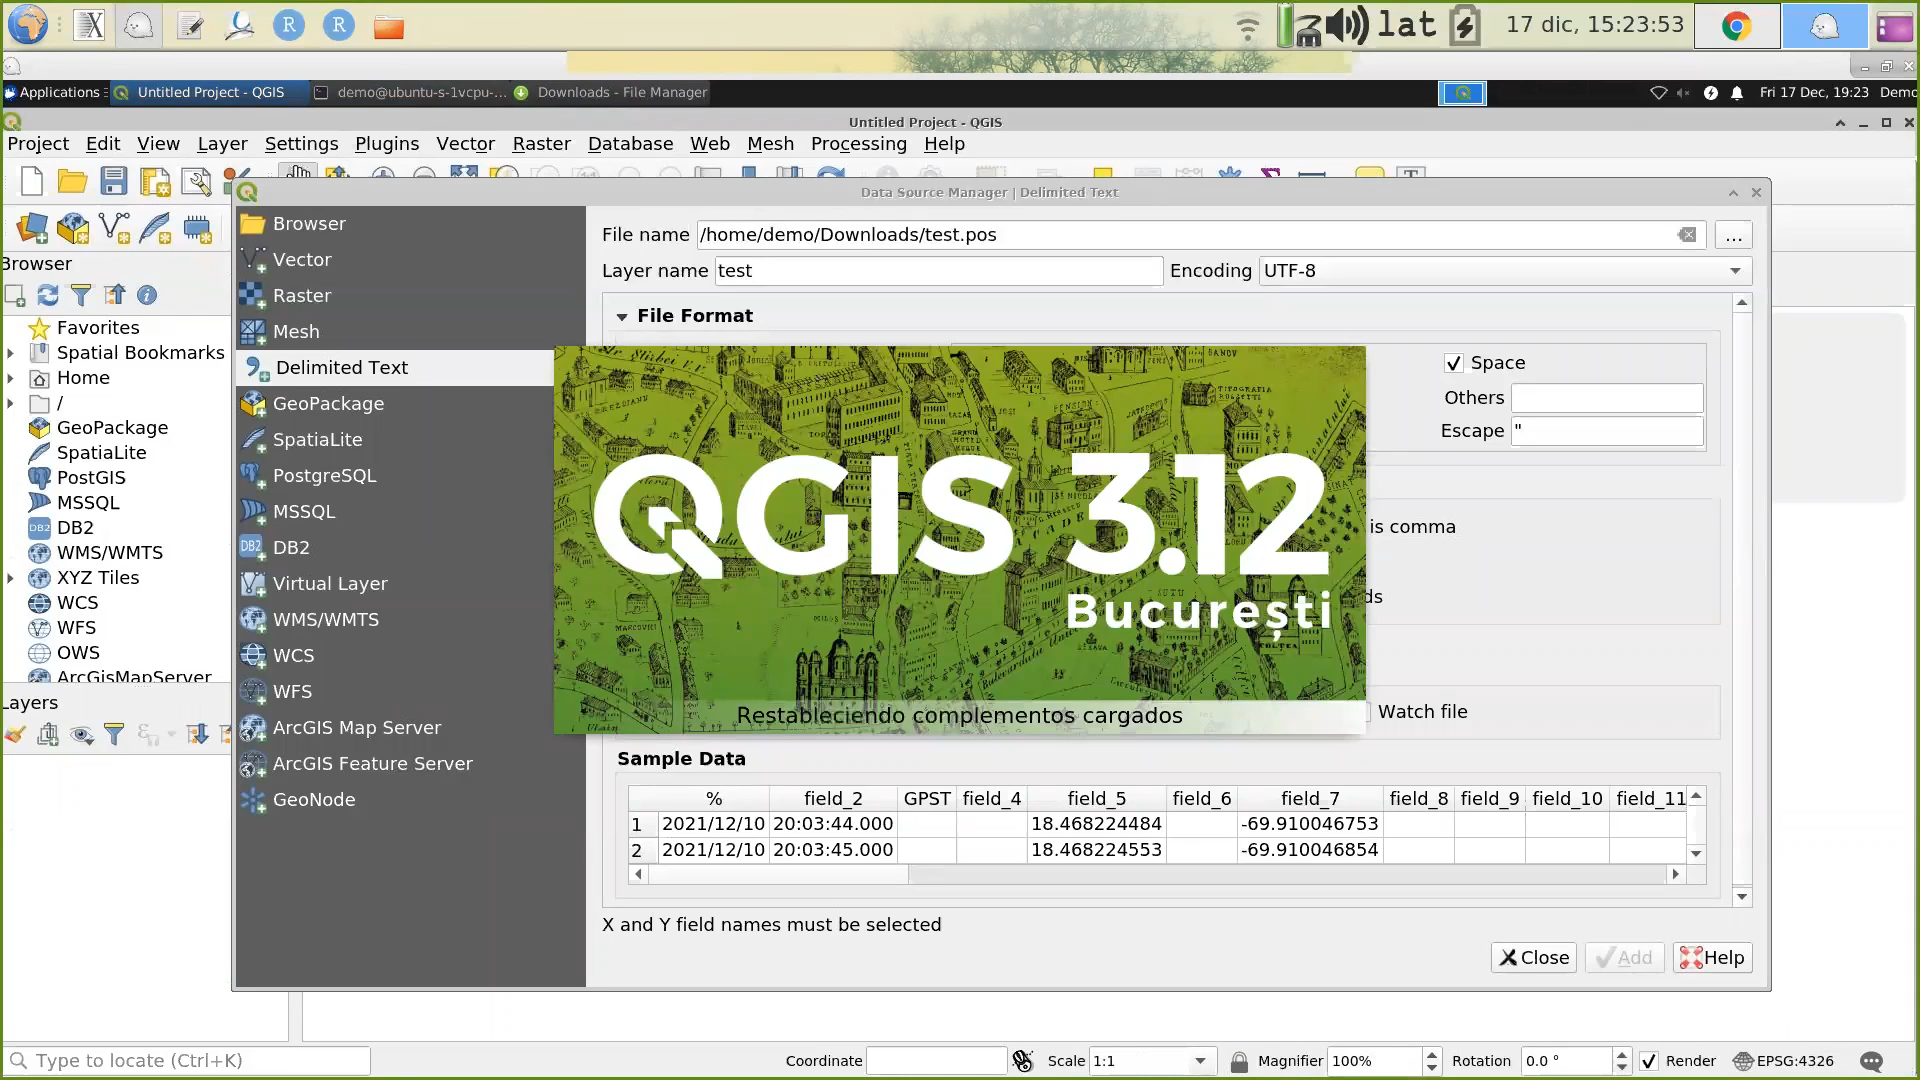 lat
17 dic, 15:23:53
Applications
Untitled Project - QGIS
demo@ubuntu-s-1vcpu-...
Downloads - File Manager
Fri 17 Dec, 19:23
Demo
Untitled Project - QGIS
Project Edit View Layer Settings Plugins Vector Raster Database Web Mesh Processing Help
Data Source Manager | Delimited Text
Browser
Favorites
Spatial Bookmarks
Home
/
GeoPackage
SpatiaLite
PostGIS
MSSQL
DB2
WMS/WMTS
XYZ Tiles
WCS
WFS
OWS
ArcGisMapServer
Layers
Browser
Vector
Raster
Mesh
Delimited Text
GeoPackage
SpatiaLite
PostgreSQL
MSSQL
DB2
Virtual Layer
WMS/WMTS
WCS
WFS
ArcGIS Map Server
ArcGIS Feature Server
GeoNode
File name /home/demo/Downloads/test.pos ...
Layer name test Encoding UTF-8
File Format
Space
Others
Escape "
is comma
ds
Watch file
QGIS 3.12
București
Restableciendo complementos cargados
Sample Data
% field_2 GPST field_4 field_5 field_6 field_7 field_8 field_9 field_10 field_11
1 2021/12/10 20:03:44.000 18.468224484 -69.910046753
2 2021/12/10 20:03:45.000 18.468224553 -69.910046854
X and Y field names must be selected
Close Add Help
Type to locate (Ctrl+K)
Coordinate Scale 1:1 Magnifier 100% Rotation 0.0 ° Render EPSG:4326